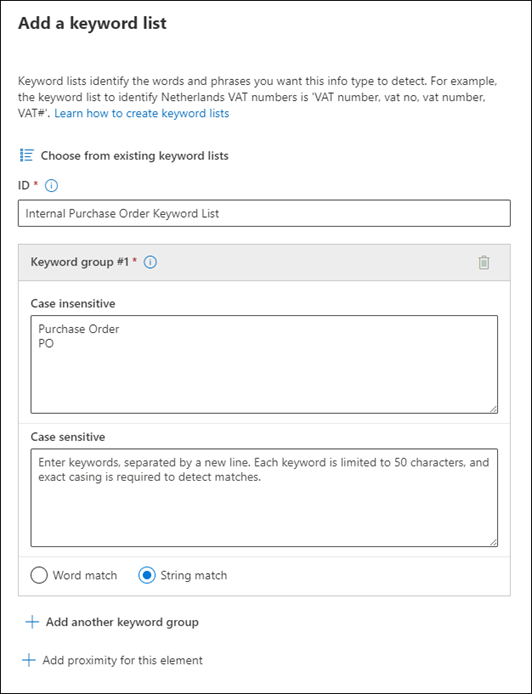 Add a keyword list
Keyword lists identify the words and phrases you want this info type to detect. For example,
the keyword list to identify Netherlands VAT numbers is 'VAT number, vat no, vat number,
VAT#'. Learn how to create keyword lists
Choose from existing keyword lists
ID *
Internal Purchase Order Keyword List
Keyword group #1 *
Case insensitive
Purchase Order
PO
Case sensitive
Enter keywords, separated by a new line. Each keyword is limited to 50 characters, and
exact casing is required to detect matches.
Word match String match
Add another keyword group
Add proximity for this element